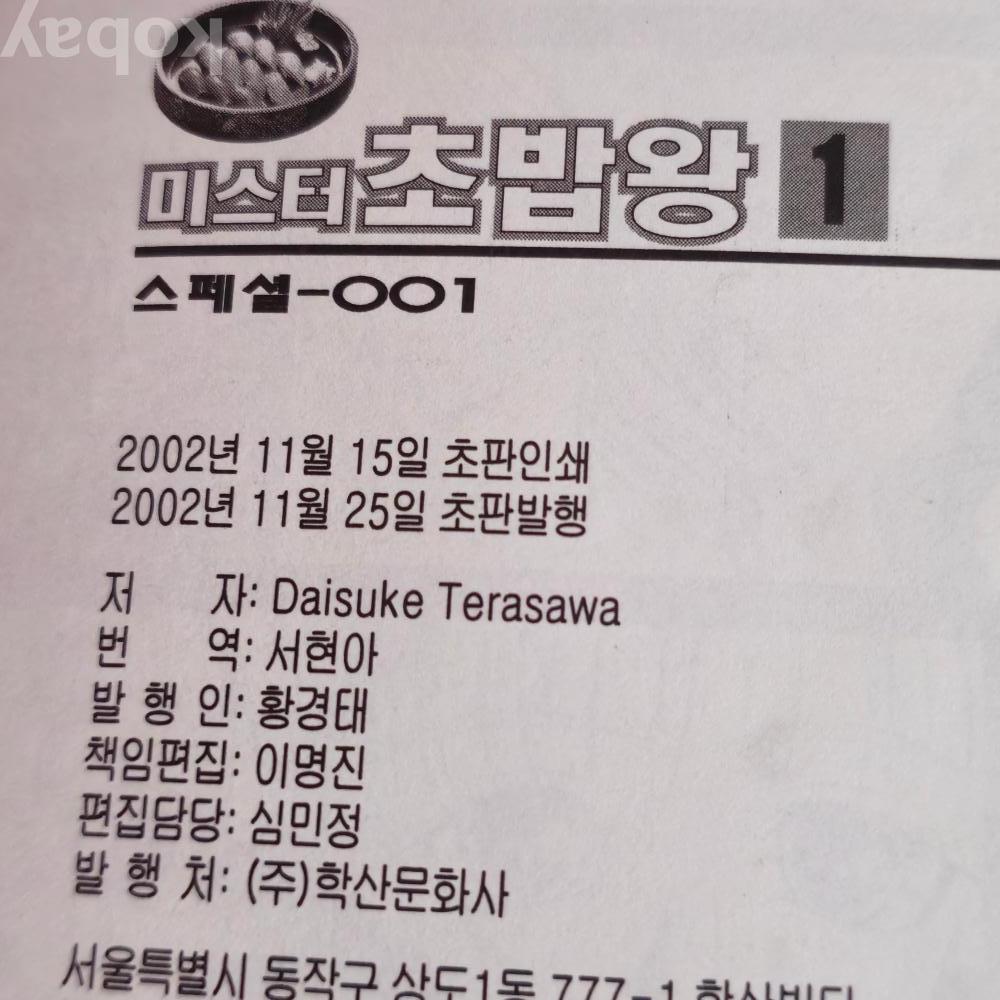 kobay
미스터 초밥왕 1
스페셜-001
2002년 11월 15일 초판인쇄
2002년 11월 25일 초판발행
저 자: Daisuke Terasawa
번 역: 서현아
발 행 인: 황경태
책임편집: 이명진
편집담당: 심민정
발 행 처: (주)학산문화사
서울특별시 동작구 상도1동 777-1 학산빌딩